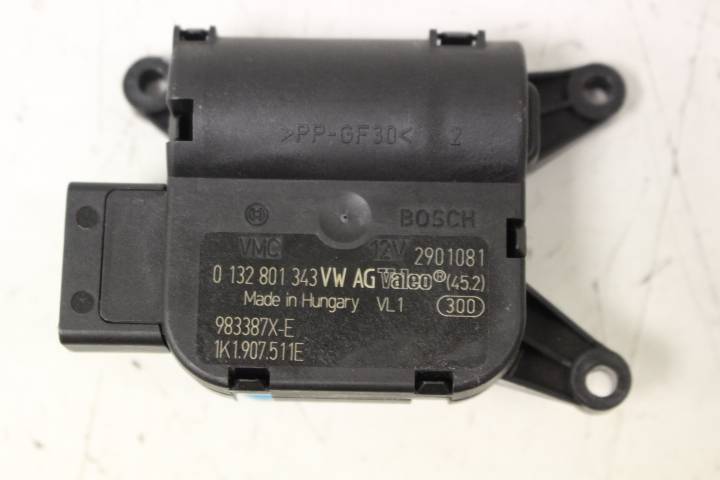 >PP-GF30< 2
BOSCH
VMC 12V 2901081
0 132 801 343 VW AG Valeo® (45.2)
Made in Hungary VL1 300
983387X-E
1K1.907.511E